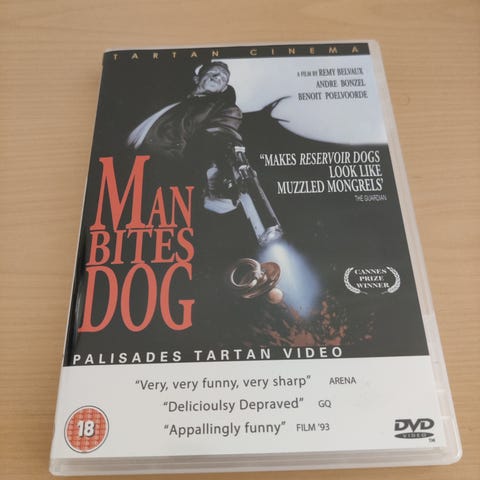 TARTAN CINEMA
A FILM BY REMY BELVAUX
ANDRE BONZEL
BENOIT POELVOORDE
"MAKES RESERVOIR DOGS
LOOK LIKE
MUZZLED MONGRELS'
THE GUARDIAN
MAN
BITES
DOG
CANNES
PRIZE
WINNER
PALISADES TARTAN VIDEO
"Very, very funny, very sharp" ARENA
"Delicioulsy Depraved" GQ
"Appallingly funny" FILM '93
18
DVD
VIDEO
TM